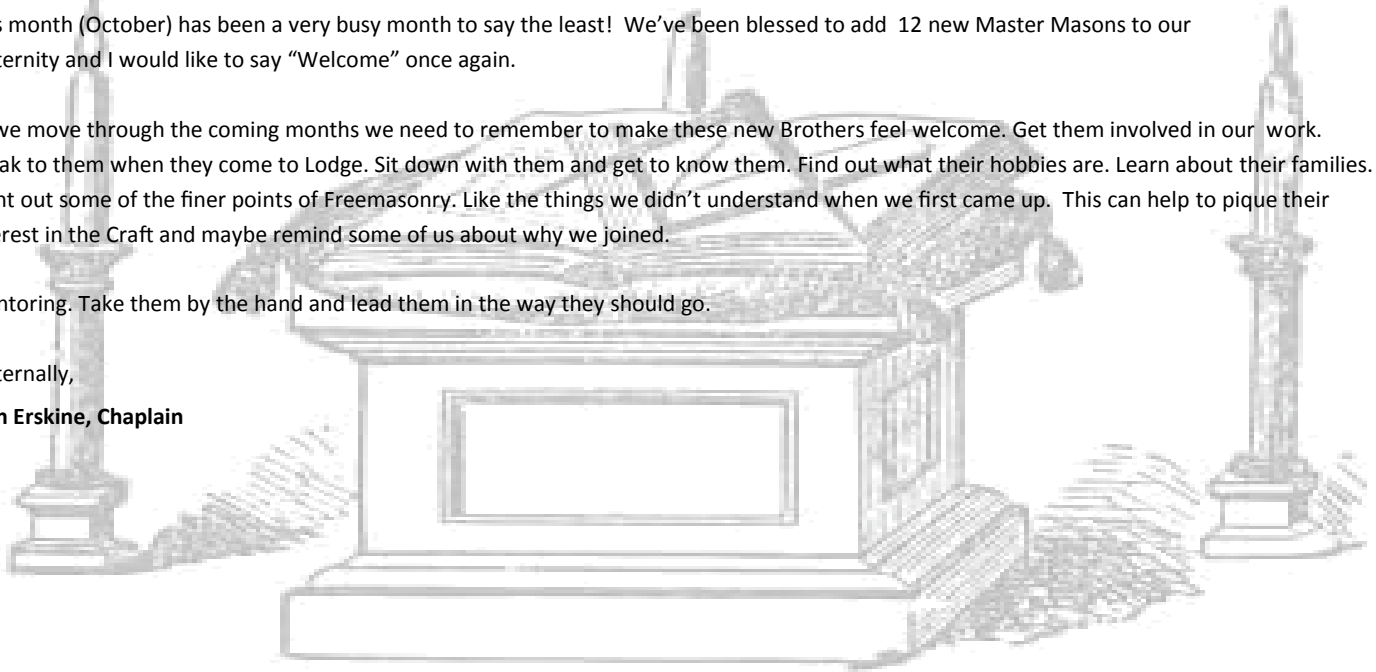 s month (October) has been a very busy month to say the least! We’ve been blessed to add 12 new Master Masons to our
ternity and I would like to say “Welcome” once again.
we move through the coming months we need to remember to make these new Brothers feel welcome. Get them involved in our work.
ak to them when they come to Lodge. Sit down with them and get to know them. Find out what their hobbies are. Learn about their families.
nt out some of the finer points of Freemasonry. Like the things we didn’t understand when we first came up. This can help to pique their
erest in the Craft and maybe remind some of us about why we joined.
ntoring. Take them by the hand and lead them in the way they should go.
ternally,
n Erskine, Chaplain